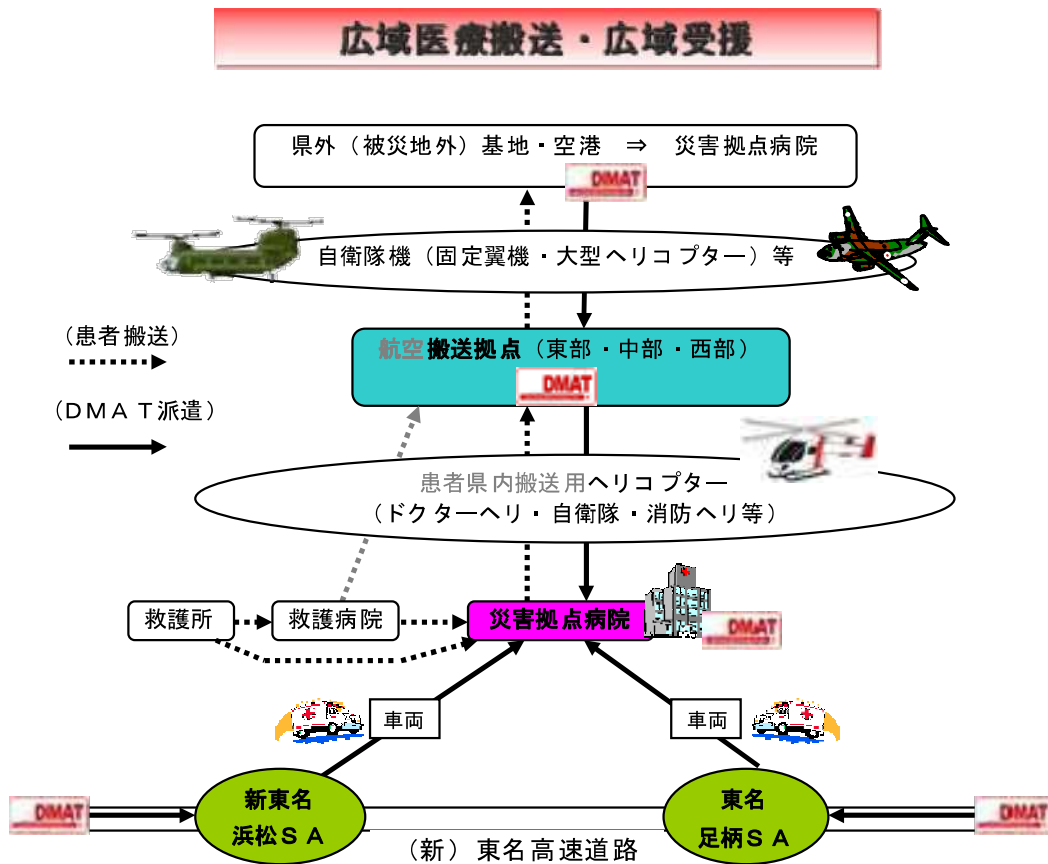 広域医療搬送・広域受援
県外（被災地外）基地・空港 ⇒ 災害拠点病院
DMAT
自衛隊機（固定翼機・大型ヘリコプター）等
（患者搬送）
航空搬送拠点（東部・中部・西部）
DMAT
（ＤＭＡＴ派遣）
患者県内搬送用ヘリコプター
（ドクターヘリ・自衛隊・消防ヘリ等）
救護所
救護病院
災害拠点病院
DMAT
車両
車両
新東名
浜松ＳＡ
東名
足柄ＳＡ
DMAT
DMAT
（新）東名高速道路